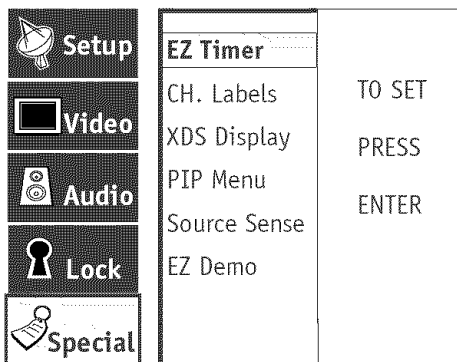 Setup
Video
Audio
Lock
Special
EZ Timer
CH. Labels
XDS Display
PIP Menu
Source Sense
EZ Demo
TO SET
PRESS
ENTER